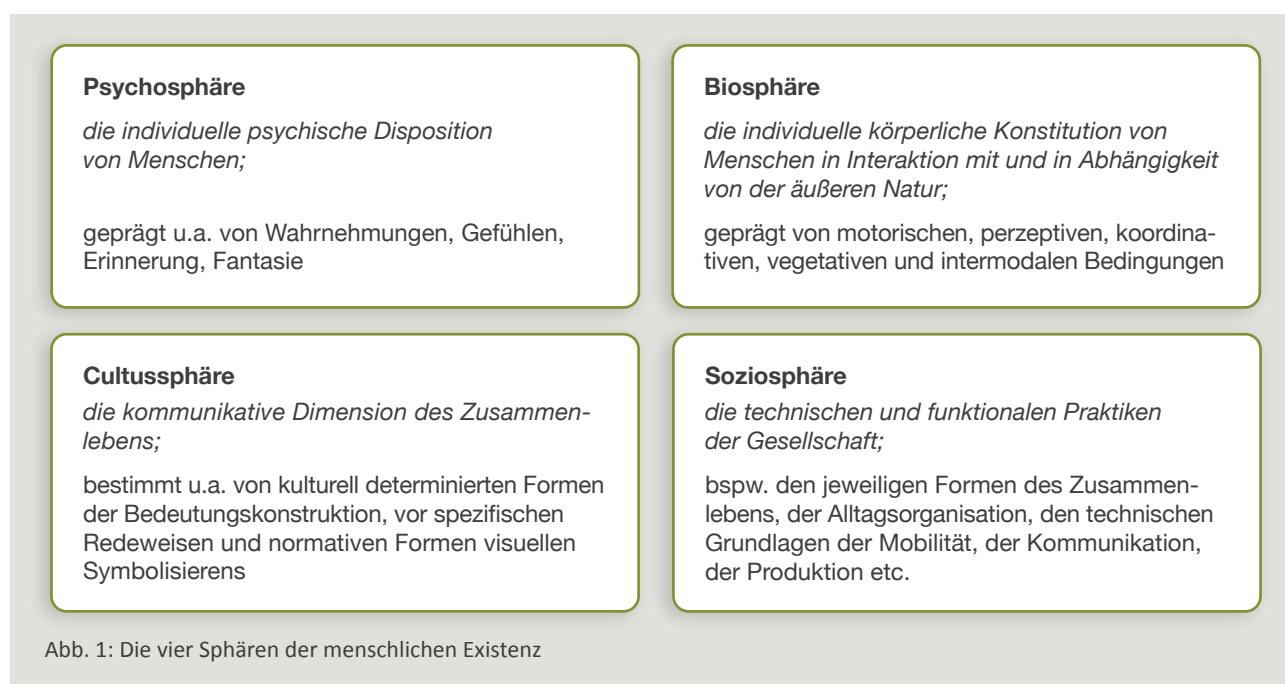 Psychosphäre
die individuelle psychische Disposition
von Menschen;
geprägt u.a. von Wahrnehmungen, Gefühlen,
Erinnerung, Fantasie
Biosphäre
die individuelle körperliche Konstitution von
Menschen in Interaktion mit und in Abhängigkeit
von der äußeren Natur;
geprägt von motorischen, perzeptiven, koordina-
tiven, vegetativen und intermodalen Bedingungen
Cultussphäre
die kommunikative Dimension des Zusammen-
lebens;
bestimmt u.a. von kulturell determinierten Formen
der Bedeutungskonstruktion, vor spezifischen
Redeweisen und normativen Formen visuellen
Symbolisierens
Soziosphäre
die technischen und funktionalen Praktiken
der Gesellschaft;
bspw. den jeweiligen Formen des Zusammen-
lebens, der Alltagsorganisation, den technischen
Grundlagen der Mobilität, der Kommunikation,
der Produktion etc.
Abb. 1: Die vier Sphären der menschlichen Existenz